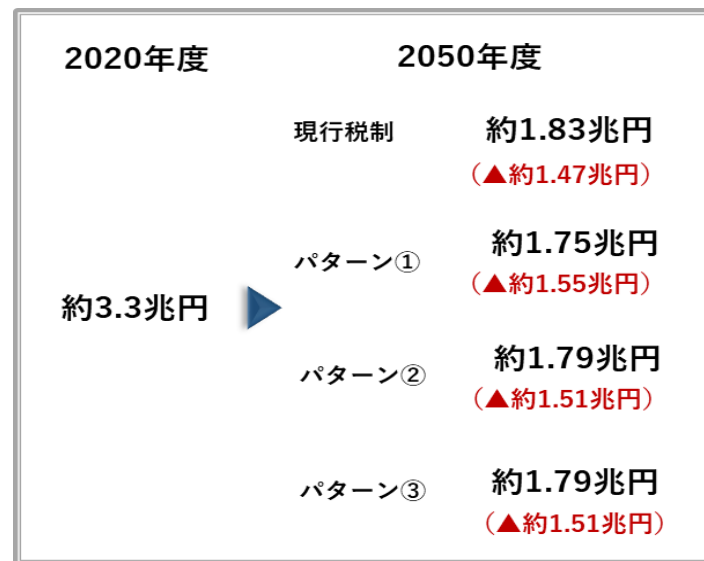 2020年度
2050年度
現行税制
約1.83兆円
（▲約1.47兆円）
パターン①
約1.75兆円
（▲約1.55兆円）
約3.3兆円
パターン②
約1.79兆円
（▲約1.51兆円）
パターン③
約1.79兆円
（▲約1.51兆円）